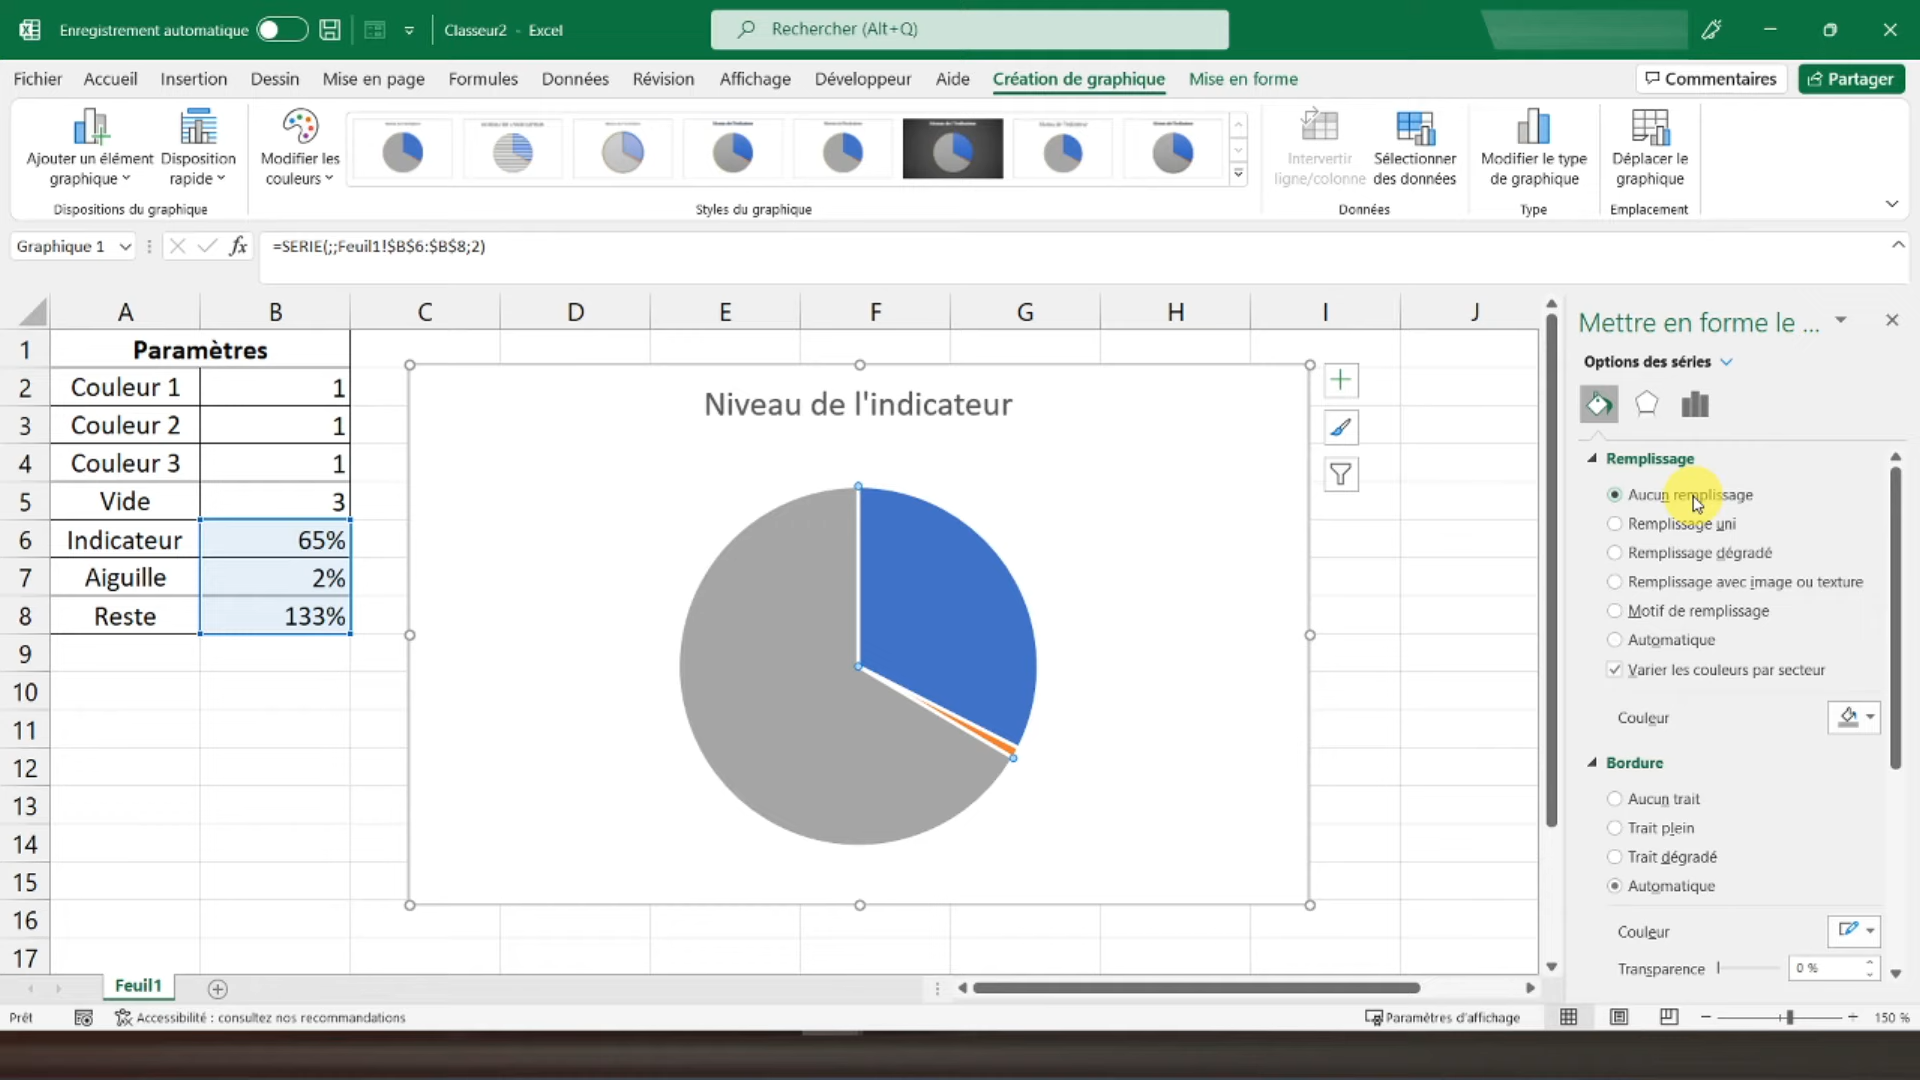 Enregistrement automatique
Classeur2 - Excel
Rechercher (Alt+Q)
Fichier Accueil Insertion Dessin Mise en page Formules Données Révision Affichage Développeur Aide Création de graphique Mise en forme
Commentaires
Partager
Ajouter un élément graphique
Disposition rapide
Modifier les couleurs
Intervertir ligne/colonne
Sélectionner des données
Modifier le type de graphique
Déplacer le graphique
Dispositions du graphique
Styles du graphique
Données
Type
Emplacement
Graphique 1
fx
=SERIE(;;Feuil1!$B$6:$B$8;2)
A B C D E F G H I J
1 Paramètres
2 Couleur 1 1
3 Couleur 2 1
4 Couleur 3 1
5 Vide 3
6 Indicateur 65%
7 Aiguille 2%
8 Reste 133%
9
10
11
12
13
14
15
16
17
Niveau de l'indicateur
Mettre en forme le ...
Options des séries
Remplissage
Aucun remplissage
Remplissage uni
Remplissage dégradé
Remplissage avec image ou texture
Motif de remplissage
Automatique
Varier les couleurs par secteur
Couleur
Bordure
Aucun trait
Trait plein
Trait dégradé
Automatique
Couleur
Transparence 0 %
Feuil1
Prêt
Accessibilité : consultez nos recommandations
Paramètres d'affichage
150 %